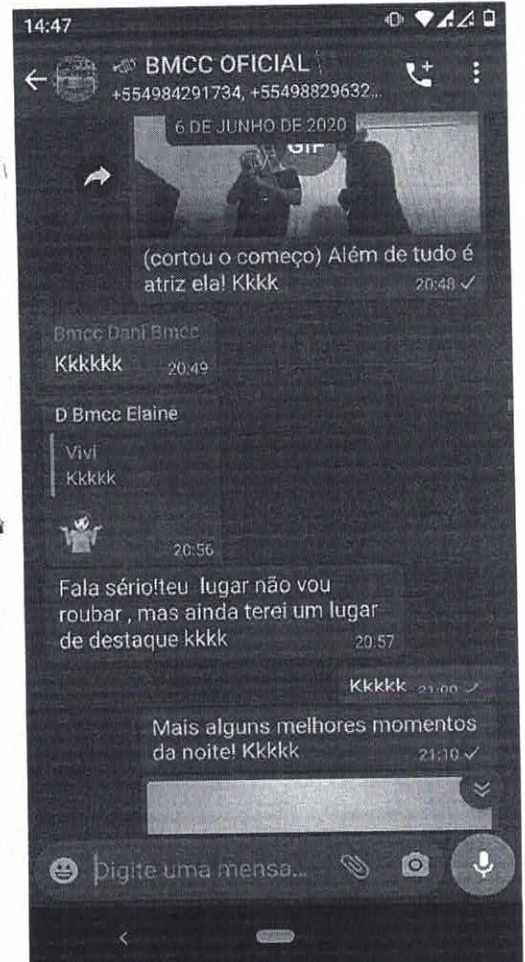 14:47
BMCC OFICIAL
+554984291734, +55498829632...
6 DE JUNHO DE 2020
GIF
(cortou o começo) Além de tudo é
atriz ela! Kkkk 20:48
Bmcc Dani Bmcc
Kkkkkk 20:49
D Bmcc Elaine
Vivi
Kkkkk
20:56
Fala sério!teu lugar não vou
roubar , mas ainda terei um lugar
de destaque kkkk 20:57
Kkkkk 21:00
Mais alguns melhores momentos
da noite! Kkkkk 21:10
Digite uma mensa...